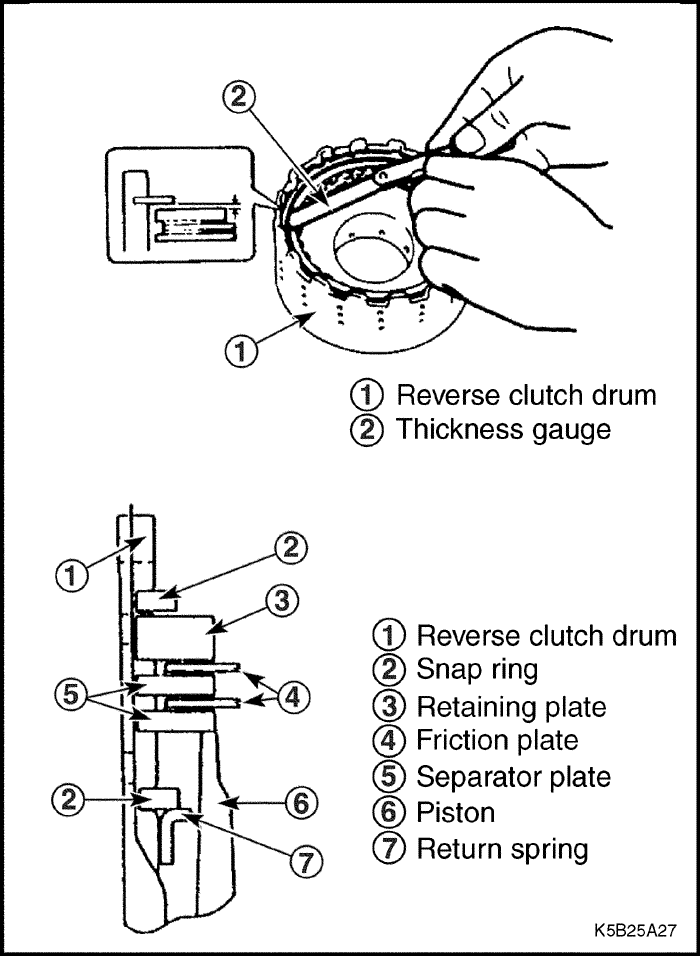 ②
①
① Reverse clutch drum
② Thickness gauge
①
②
③
④
⑤
②
⑥
⑦
① Reverse clutch drum
② Snap ring
③ Retaining plate
④ Friction plate
⑤ Separator plate
⑥ Piston
⑦ Return spring
K5B25A27